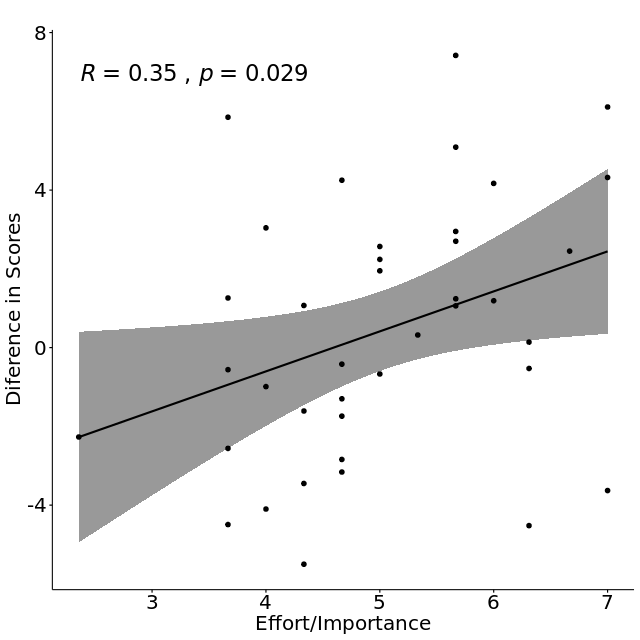 8
R = 0.35 , p = 0.029
4
0
-4
Diference in Scores
3 4 5 6 7
Effort/Importance